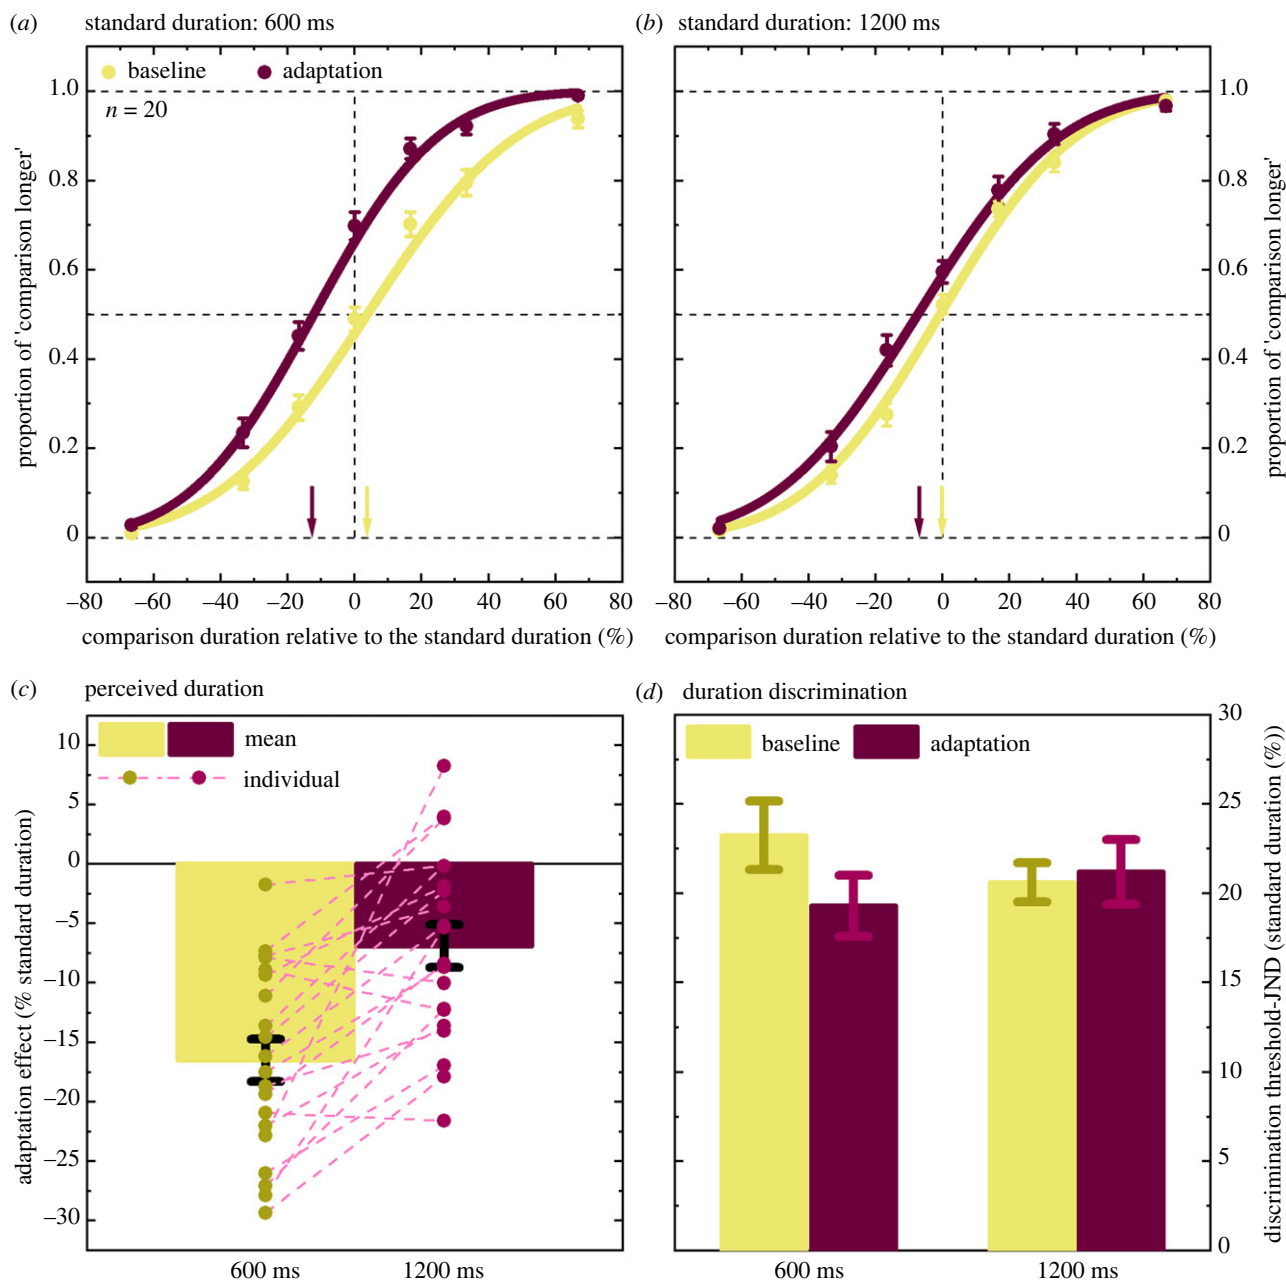 (a) standard duration: 600 ms
baseline
adaptation
n = 20
1.0
0.8
0.6
0.4
0.2
0
proportion of 'comparison longer'
–80 –60 –40 –20 0 20 40 60 80
comparison duration relative to the standard duration (%)
(b) standard duration: 1200 ms
1.0
0.8
0.6
0.4
0.2
0
proportion of 'comparison longer'
–80 –60 –40 –20 0 20 40 60 80
comparison duration relative to the standard duration (%)
(c) perceived duration
mean
individual
10
5
0
–5
–10
–15
–20
–25
–30
adaptation effect (% standard duration)
600 ms 1200 ms
(d) duration discrimination
baseline
adaptation
30
25
20
15
10
5
0
discrimination threshold-JND (standard duration (%))
600 ms 1200 ms